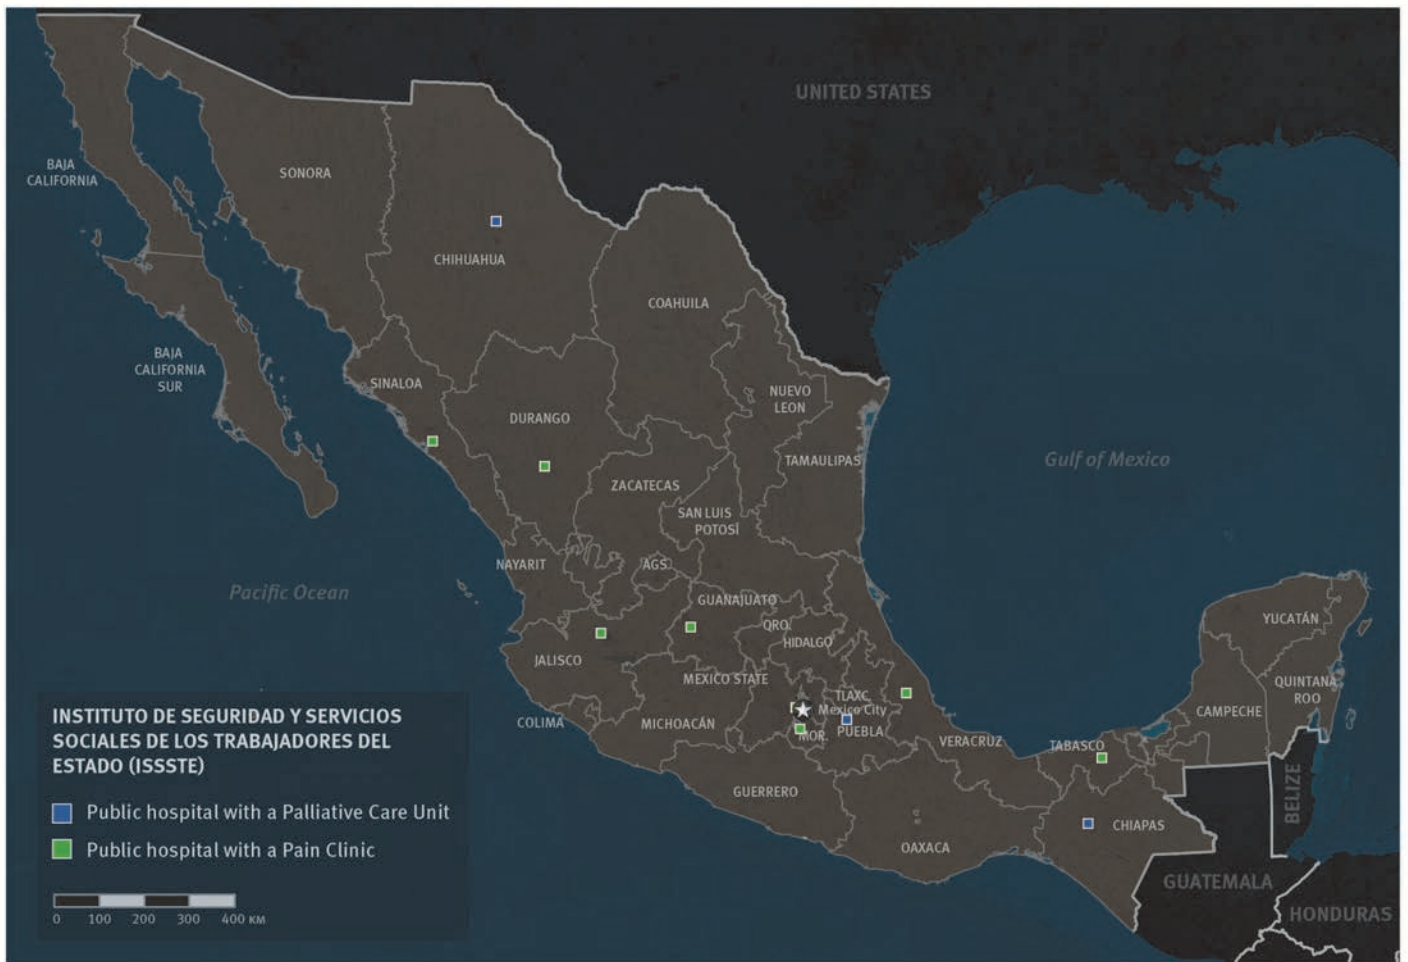 UNITED STATES
BAJA
CALIFORNIA
SONORA
CHIHUAHUA
COAHUILA
BAJA
CALIFORNIA
SUR
SINALOA
NUEVO
LEON
DURANGO
TAMAULIPAS
Gulf of Mexico
ZACATECAS
SAN LUIS
POTOSÍ
NAYARIT
AGS.
Pacific Ocean
GUANAJUATO
QRO.
HIDALGO
YUCATÁN
JALISCO
MEXICO STATE
QUINTANA
ROO
TLAXC.
Mexico City
CAMPECHE
COLIMA
MICHOACÁN
MOR.
PUEBLA
VERACRUZ
TABASCO
GUERRERO
BELIZE
CHIAPAS
OAXACA
GUATEMALA
HONDURAS
INSTITUTO DE SEGURIDAD Y SERVICIOS
SOCIALES DE LOS TRABAJADORES DEL
ESTADO (ISSSTE)
Public hospital with a Palliative Care Unit
Public hospital with a Pain Clinic
0 100 200 300 400 KM